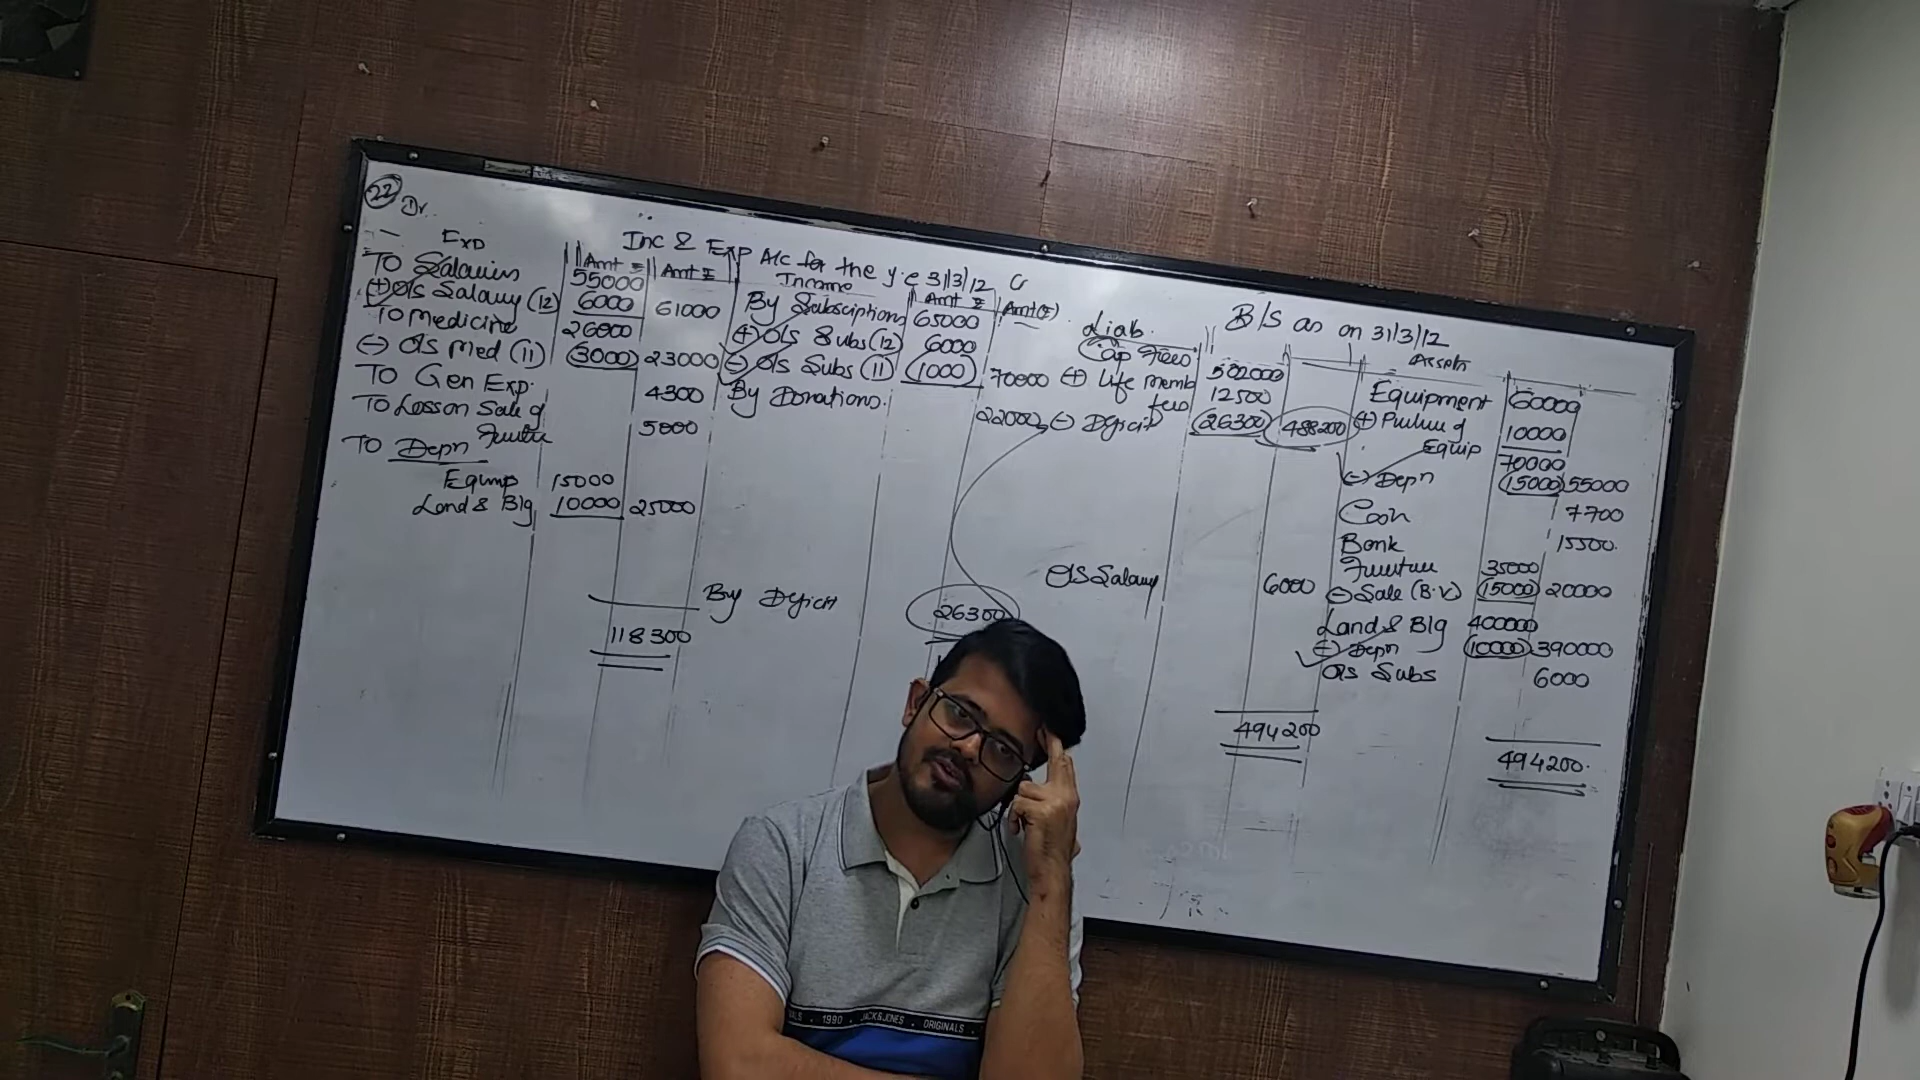 22
Dr.
Inc & Exp A/c for the y.e 31/3/12 Cr
Exp Amt ₹ Amt ₹
To Salaries 55000
(+) O/S Salary (12) 6000 61000
To Medicine 26000
(-) O/S Med (11) (3000) 23000
To Gen Exp. 4300
To Loss on Sale of
Furniture 5000
To Depn
Equip 15000
Land & Blg 10000 25000
118300
Income Amt ₹ Amt(₹)
By Subscriptions 65000
(+) O/S Subs (12) 6000
(-) O/S Subs (11) (1000) 70000
By Donations. 22000
By Deficit 26300
B/S as on 31/3/12
Liab.
Cap 502000
(+) Life Memb 12500
fees
(-) Deficit (26300) 488200
O/S Salary 6000
494200
Assets
Equipment 60000
(+) Purchase of 10000
Equip 70000
(-) Depn (15000) 55000
Cash 7700
Bank 15500.
Furniture 35000
(-) Sale (B.V) (15000) 20000
Land & Blg 400000
(-) Depn (10000) 390000
O/S Subs 6000
494200.
1990 . JACK&JONES . ORIGINALS .